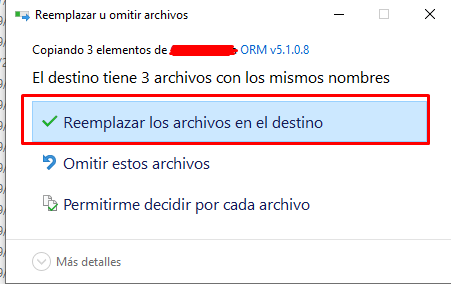 Reemplazar u omitir archivos
Copiando 3 elementos de ORM v5.1.0.8
El destino tiene 3 archivos con los mismos nombres
Reemplazar los archivos en el destino
Omitir estos archivos
Permitirme decidir por cada archivo
Más detalles